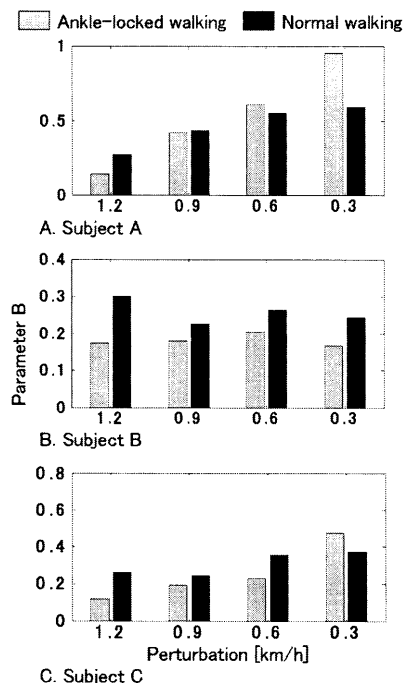 Ankle-locked walking Normal walking
1
0.5
0
1.2 0.9 0.6 0.3
A. Subject A
Parameter B
0.4
0.3
0.2
0.1
0
1.2 0.9 0.6 0.3
B. Subject B
0.8
0.6
0.4
0.2
0
1.2 0.9 0.6 0.3
Perturbation [km/h]
C. Subject C